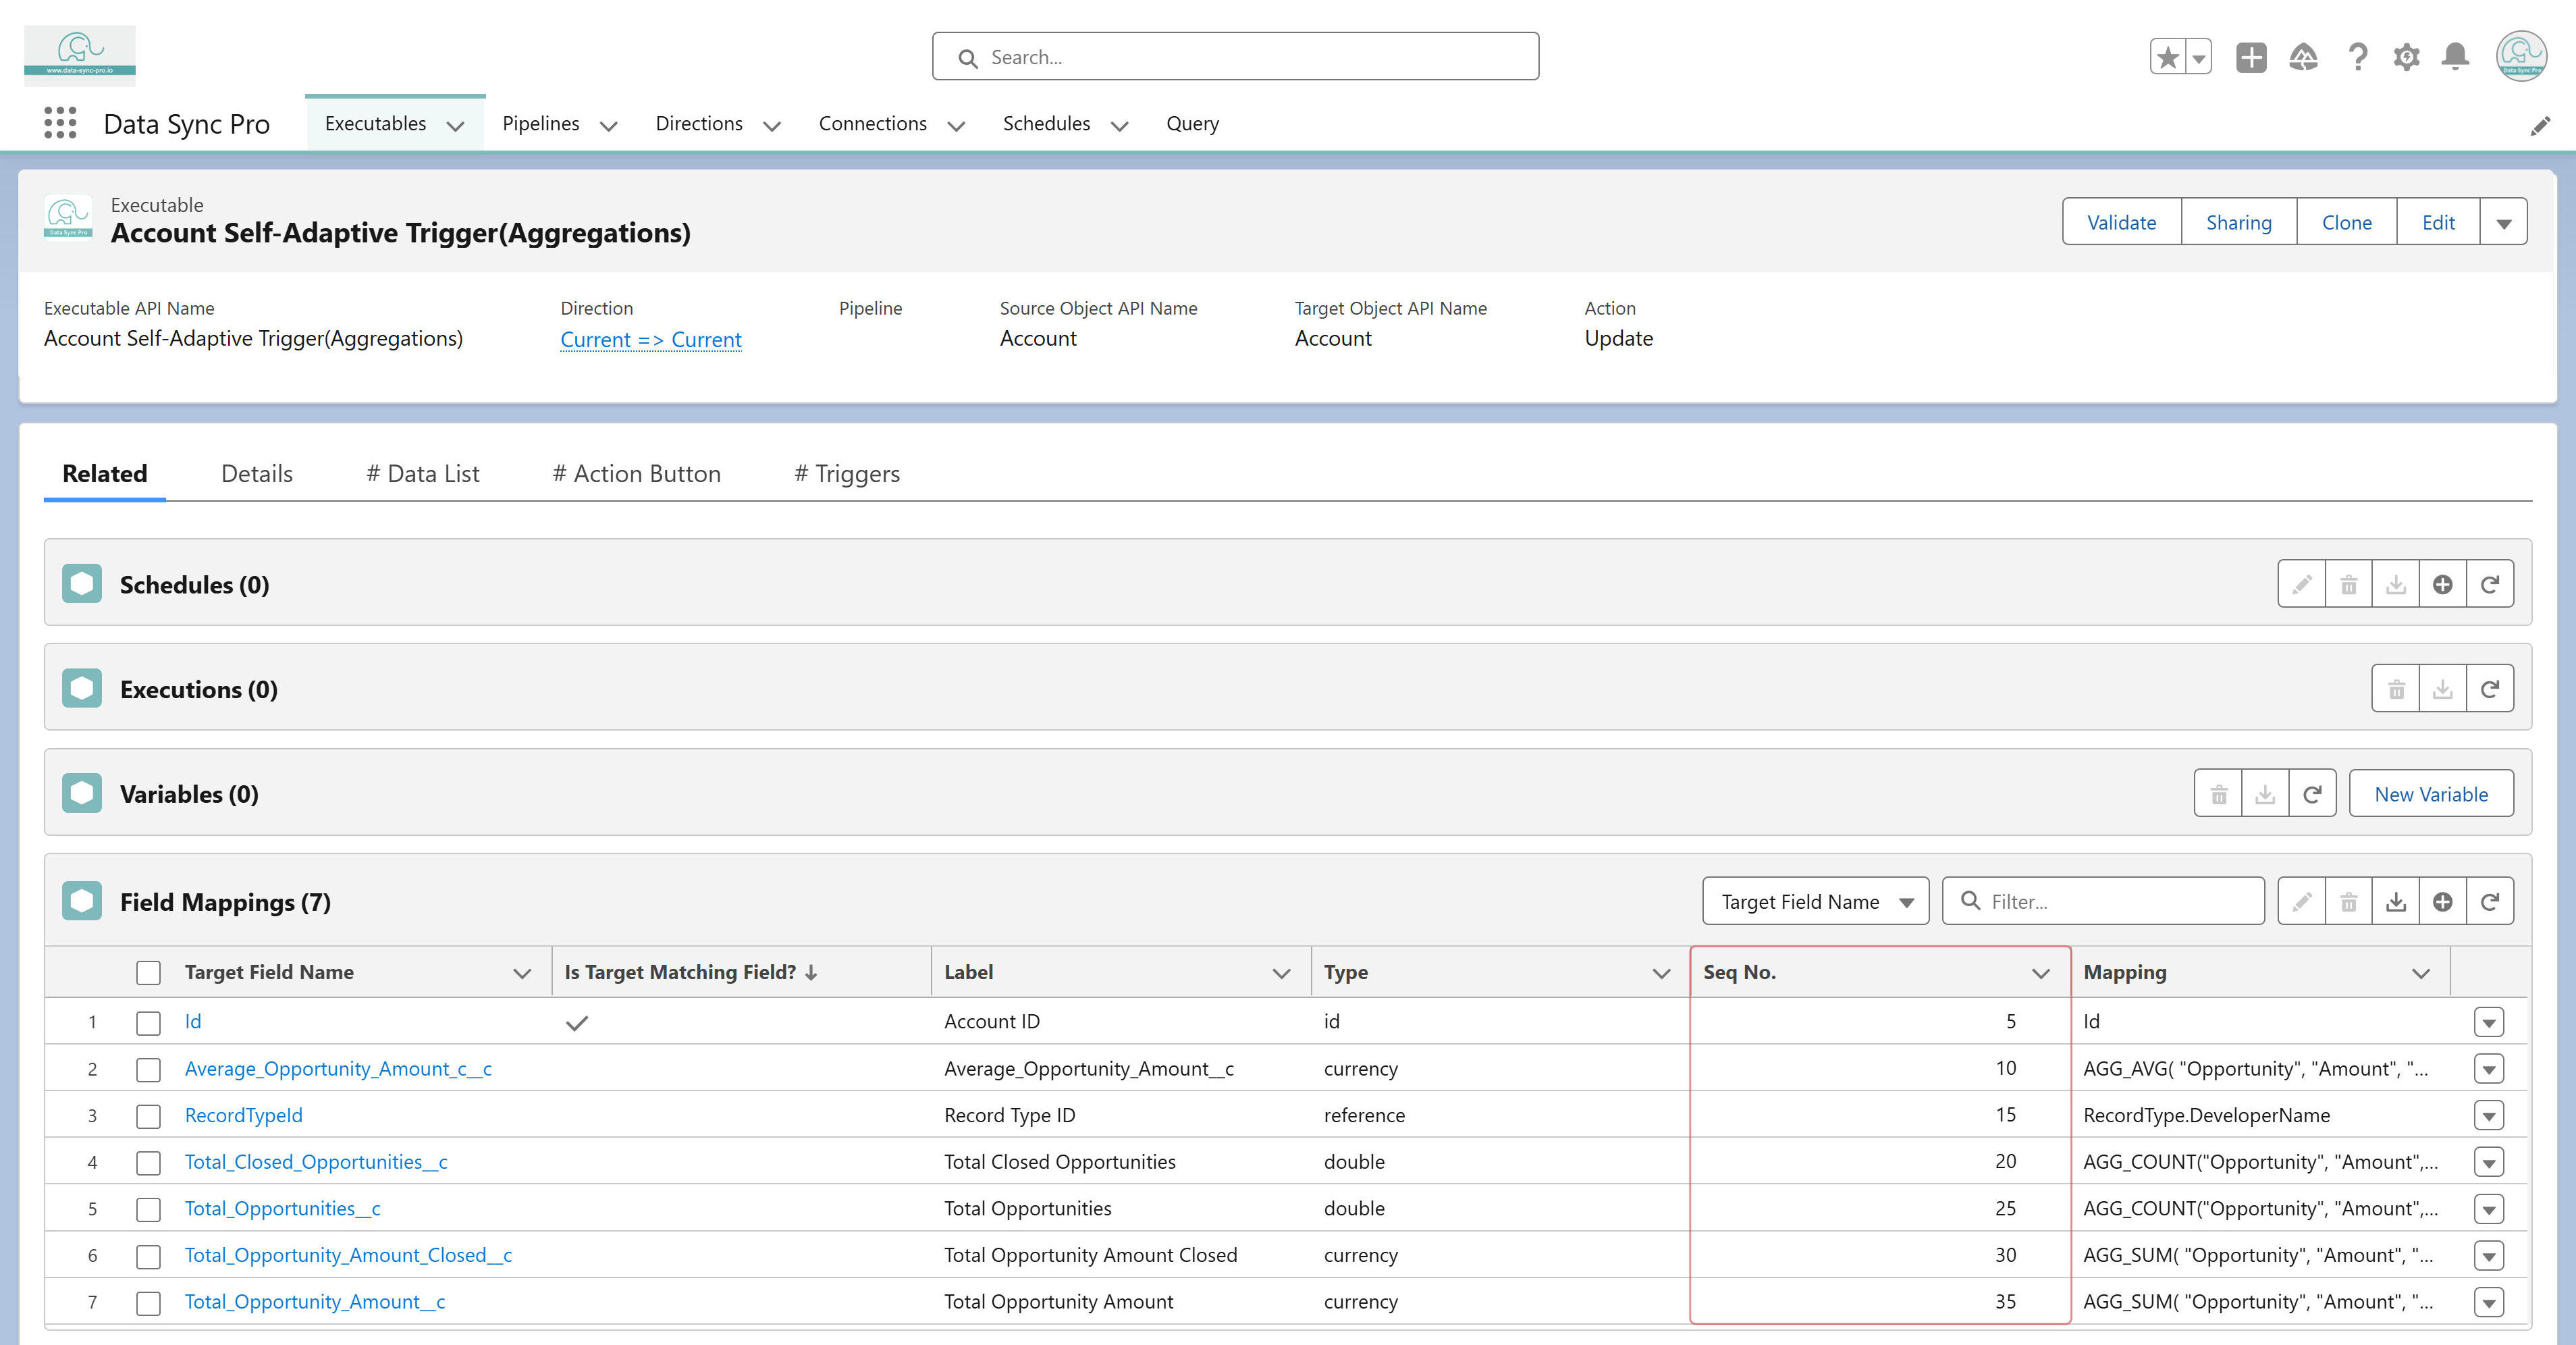 www.data-sync-pro.io
Search...
Data Sync Pro
Data Sync Pro
Executables
Pipelines
Directions
Connections
Schedules
Query
Data Sync Pro
Executable
Account Self-Adaptive Trigger(Aggregations)
Validate
Sharing
Clone
Edit
Executable API Name
Direction
Pipeline
Source Object API Name
Target Object API Name
Action
Account Self-Adaptive Trigger(Aggregations)
Current => Current
Account
Account
Update
Related
Details
# Data List
# Action Button
# Triggers
Schedules (0)
Executions (0)
Variables (0)
New Variable
Field Mappings (7)
Target Field Name
Filter...
Target Field Name Is Target Matching Field? Label Type Seq No. Mapping
1 Id Account ID id 5 Id
2 Average_Opportunity_Amount_c__c Average_Opportunity_Amount__c currency 10 AGG_AVG( "Opportunity", "Amount", "...
3 RecordTypeId Record Type ID reference 15 RecordType.DeveloperName
4 Total_Closed_Opportunities__c Total Closed Opportunities double 20 AGG_COUNT("Opportunity", "Amount",...
5 Total_Opportunities__c Total Opportunities double 25 AGG_COUNT("Opportunity", "Amount",...
6 Total_Opportunity_Amount_Closed__c Total Opportunity Amount Closed currency 30 AGG_SUM( "Opportunity", "Amount", "...
7 Total_Opportunity_Amount__c Total Opportunity Amount currency 35 AGG_SUM( "Opportunity", "Amount", "...